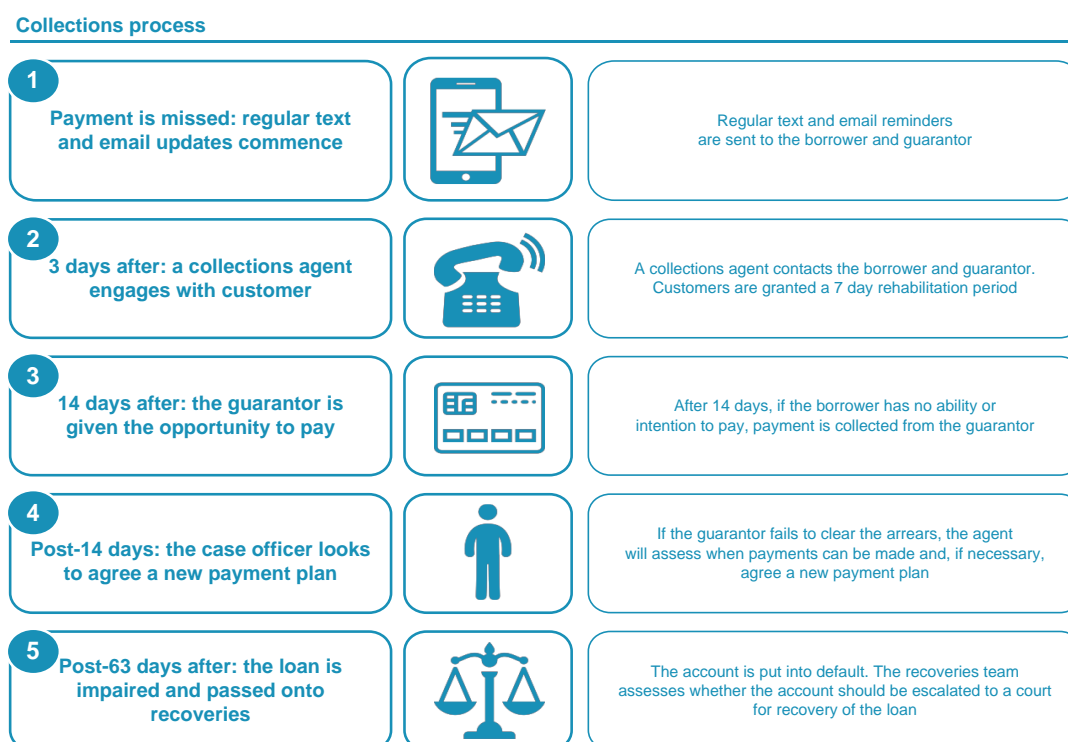 Collections process
1
Payment is missed: regular text
and email updates commence
Regular text and email reminders
are sent to the borrower and guarantor
2
3 days after: a collections agent
engages with customer
A collections agent contacts the borrower and guarantor.
Customers are granted a 7 day rehabilitation period
3
14 days after: the guarantor is
given the opportunity to pay
After 14 days, if the borrower has no ability or
intention to pay, payment is collected from the guarantor
4
Post-14 days: the case officer looks
to agree a new payment plan
If the guarantor fails to clear the arrears, the agent
will assess when payments can be made and, if necessary,
agree a new payment plan
5
Post-63 days after: the loan is
impaired and passed onto
recoveries
The account is put into default. The recoveries team
assesses whether the account should be escalated to a court
for recovery of the loan